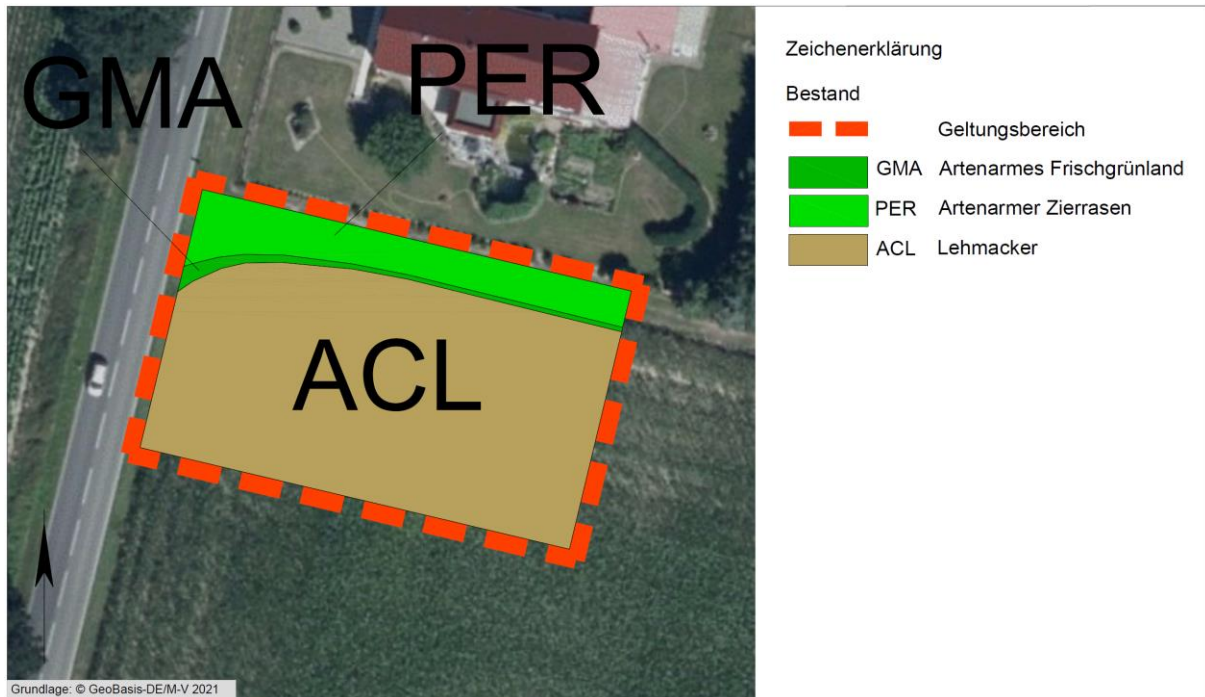 GMA
PER
ACL
Zeichenerklärung
Bestand
Geltungsbereich
GMA Artenarmes Frischgrünland
PER Artenarmer Zierrasen
ACL Lehmacker
Grundlage: © GeoBasis-DE/M-V 2021